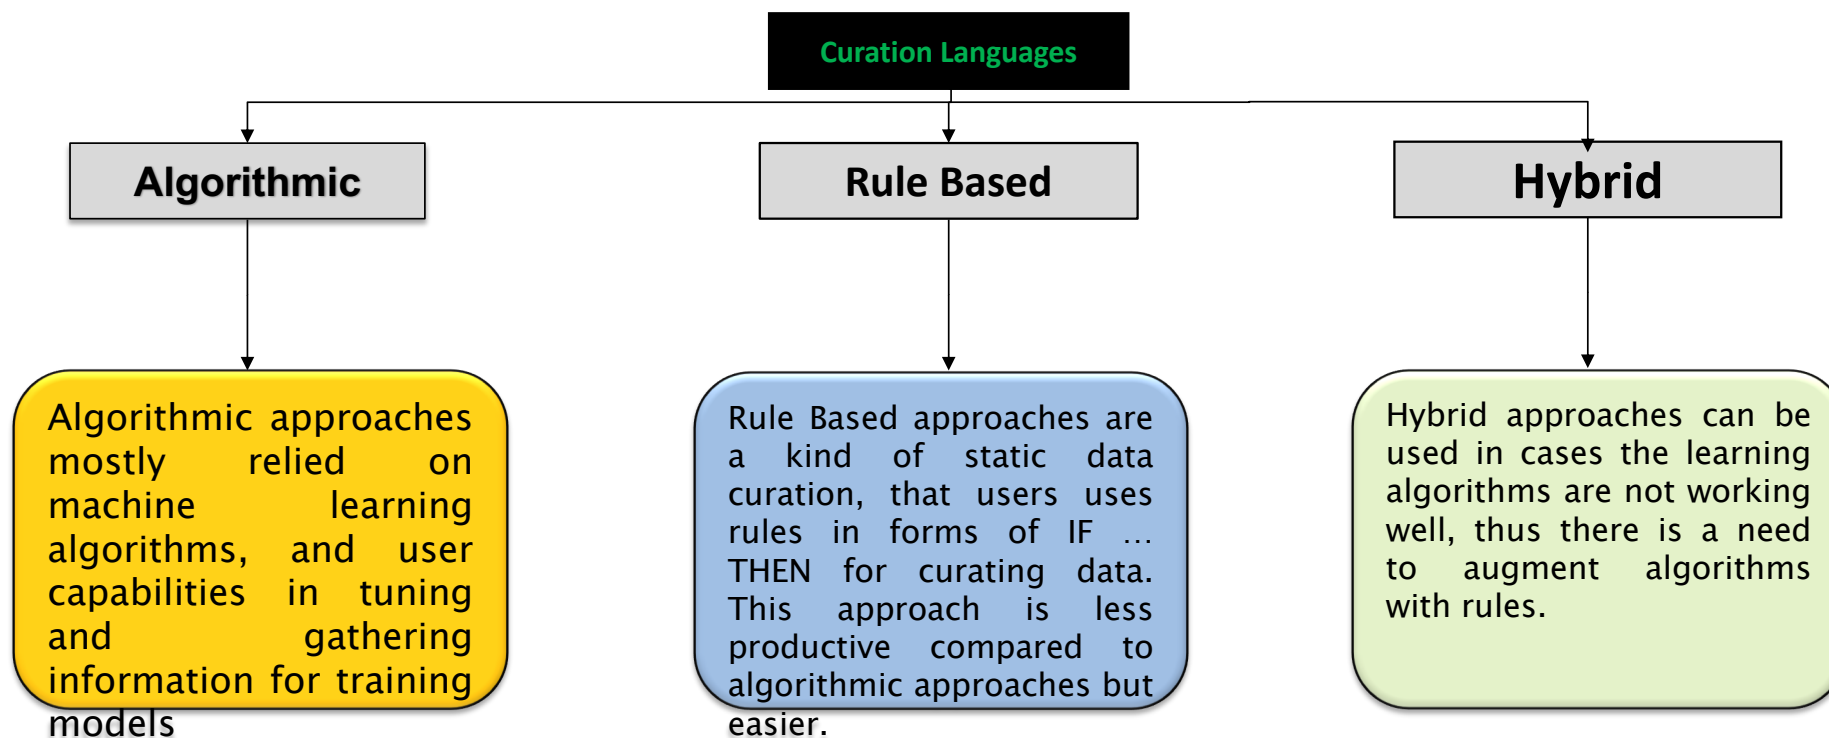 Curation Languages
Algorithmic
Rule Based
Hybrid
Algorithmic approaches
mostly relied on
machine learning
algorithms, and user
capabilities in tuning
and gathering
information for training
models
Rule Based approaches are
a kind of static data
curation, that users uses
rules in forms of IF …
THEN for curating data.
This approach is less
productive compared to
algorithmic approaches but
easier.
Hybrid approaches can be
used in cases the learning
algorithms are not working
well, thus there is a need
to augment algorithms
with rules.